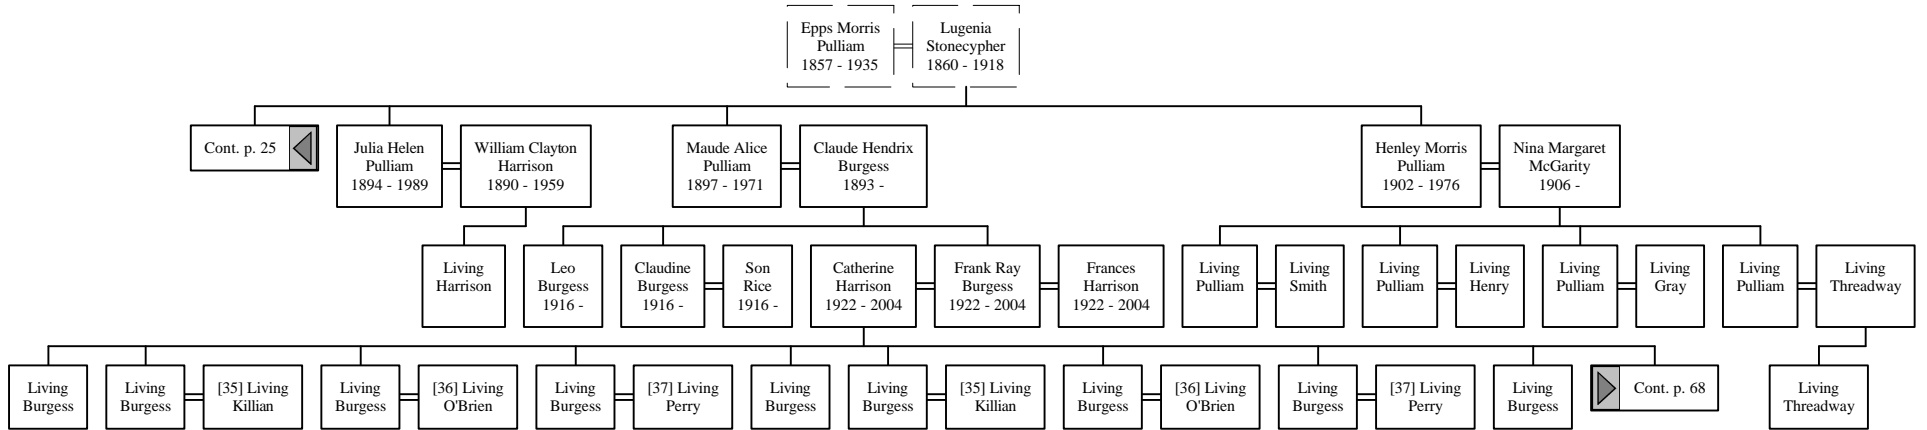 Epps Morris
Pulliam
1857 - 1935
Lugenia
Stonecypher
1860 - 1918
Cont. p. 25
Julia Helen
Pulliam
1894 - 1989
William Clayton
Harrison
1890 - 1959
Maude Alice
Pulliam
1897 - 1971
Claude Hendrix
Burgess
1893 -
Henley Morris
Pulliam
1902 - 1976
Nina Margaret
McGarity
1906 -
Living
Harrison
Leo
Burgess
1916 -
Claudine
Burgess
1916 -
Son
Rice
1916 -
Catherine
Harrison
1922 - 2004
Frank Ray
Burgess
1922 - 2004
Frances
Harrison
1922 - 2004
Living
Pulliam
Living
Smith
Living
Pulliam
Living
Henry
Living
Pulliam
Living
Gray
Living
Pulliam
Living
Threadway
Living
Burgess
Living
Burgess
[35] Living
Killian
Living
Burgess
[36] Living
O'Brien
Living
Burgess
[37] Living
Perry
Living
Burgess
Living
Burgess
[35] Living
Killian
Living
Burgess
[36] Living
O'Brien
Living
Burgess
[37] Living
Perry
Living
Burgess
Cont. p. 68
Living
Threadway